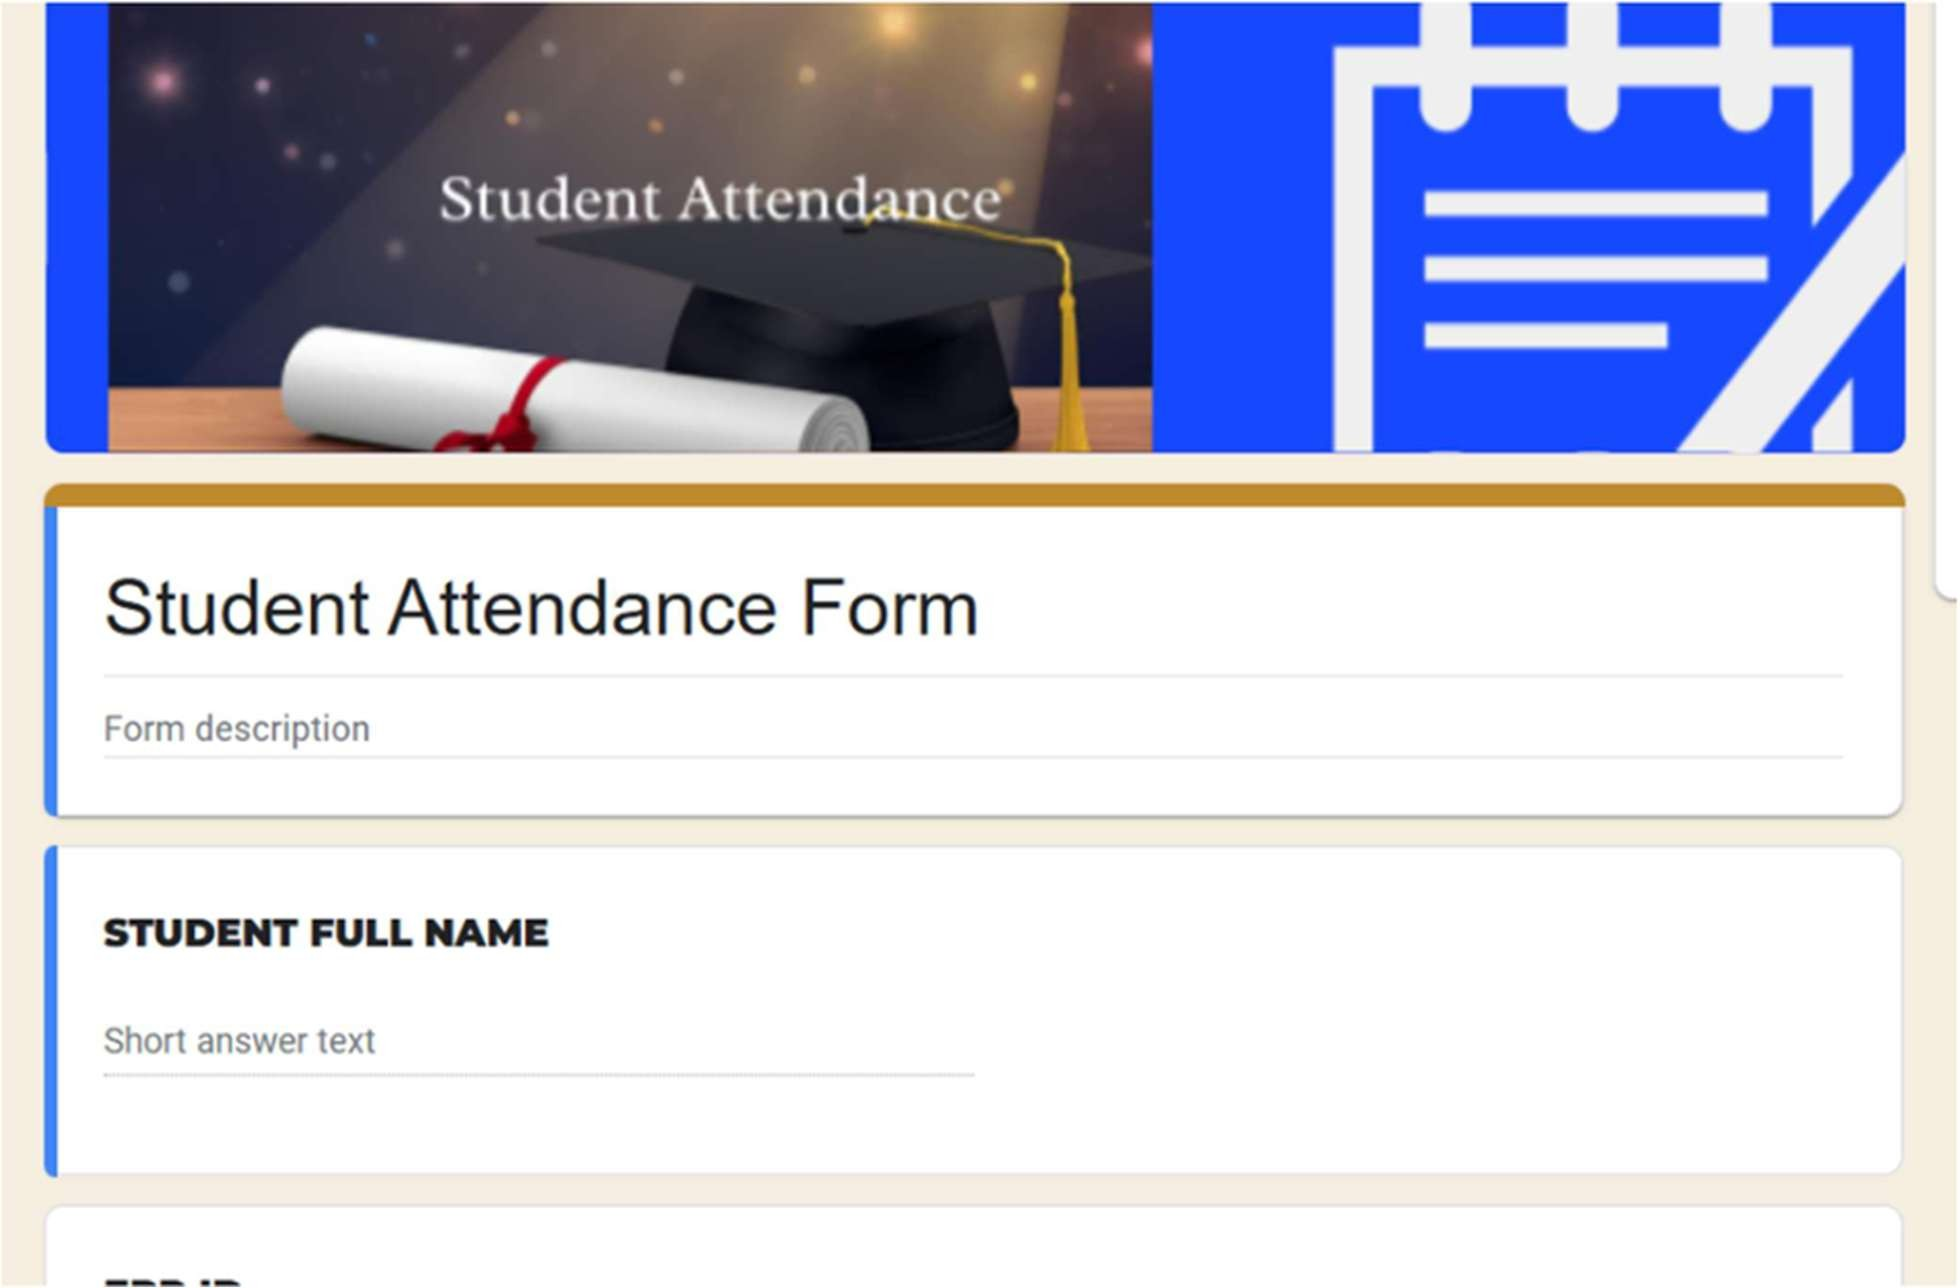 Student Attendance
Student Attendance Form
Form description
STUDENT FULL NAME
Short answer text